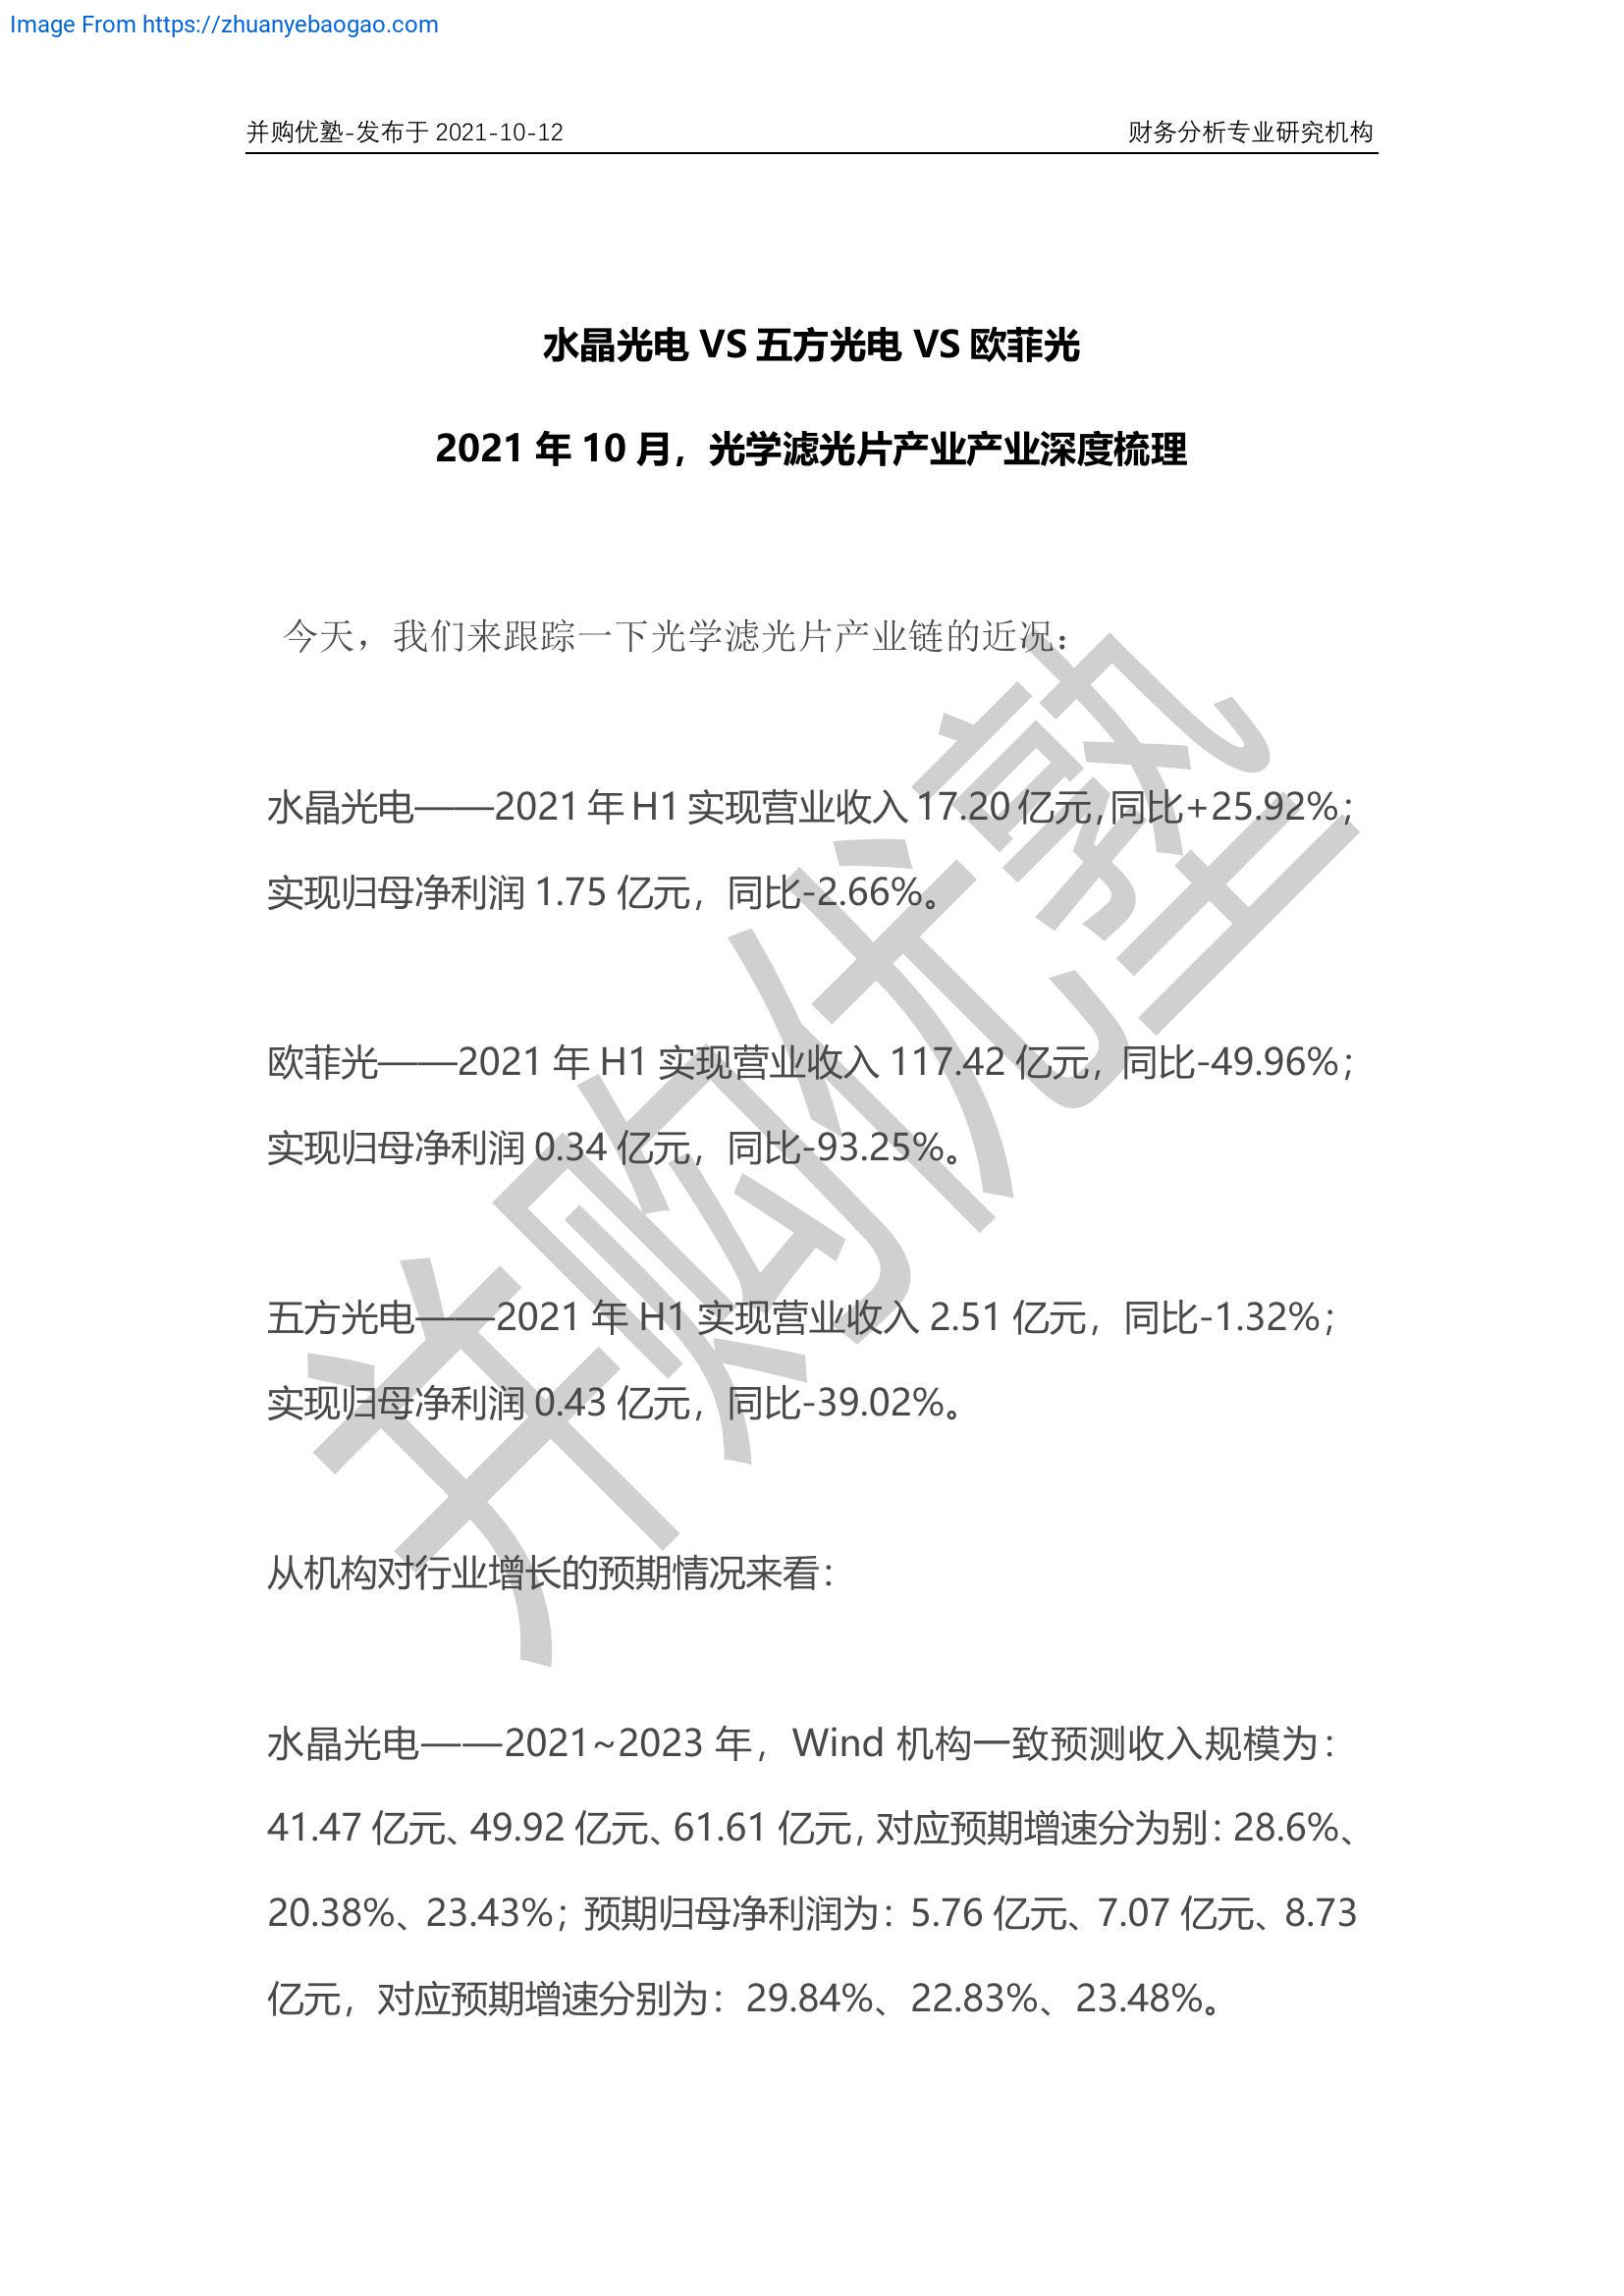 Image From https://zhuanyebaogao.com
并购优塾-发布于 2021-10-12 财务分析专业研究机构
水晶光电 VS 五方光电 VS 欧菲光
2021 年 10 月，光学滤光片产业产业深度梳理
今天，我们来跟踪一下光学滤光片产业链的近况：
水晶光电——2021 年 H1 实现营业收入 17.20 亿元，同比+25.92%；
实现归母净利润 1.75 亿元，同比-2.66%。
欧菲光——2021 年 H1 实现营业收入 117.42 亿元，同比-49.96%；
实现归母净利润 0.34 亿元，同比-93.25%。
五方光电——2021 年 H1 实现营业收入 2.51 亿元，同比-1.32%；
实现归母净利润 0.43 亿元，同比-39.02%。
从机构对行业增长的预期情况来看：
水晶光电——2021~2023 年，Wind 机构一致预测收入规模为：
41.47 亿元、49.92 亿元、61.61 亿元，对应预期增速分为别：28.6%、
20.38%、23.43%；预期归母净利润为：5.76 亿元、7.07 亿元、8.73
亿元，对应预期增速分别为：29.84%、22.83%、23.48%。
并购优塾